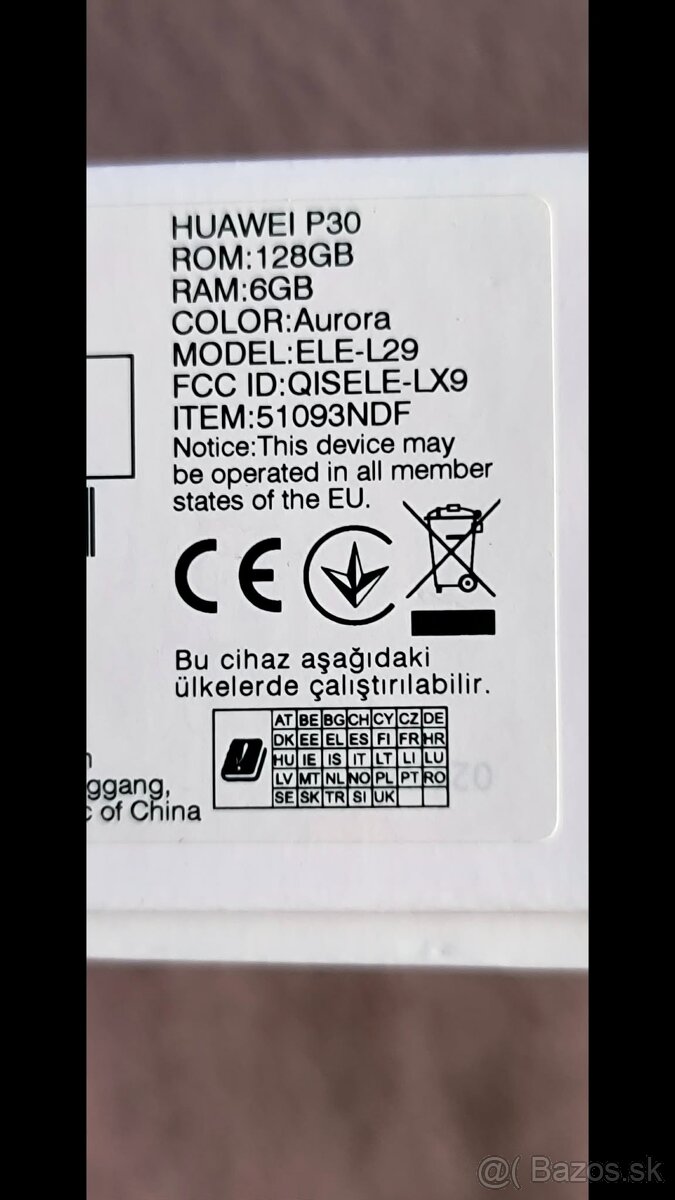 HUAWEI P30
ROM:128GB
RAM:6GB
COLOR:Aurora
MODEL:ELE-L29
FCC ID:QISELE-LX9
ITEM:51093NDF
Notice:This device may
be operated in all member
states of the EU.
CE
Bu cihaz aşağıdaki
ülkelerde çalıştırılabilir.
AT BE BG CH CY CZ DE
DK EE EL ES FI FR HR
HU IE IS IT LT LI LU
LV MT NL NO PL PT RO
SE SK TR SI UK
ggang,
of China
@( Bazos.sk